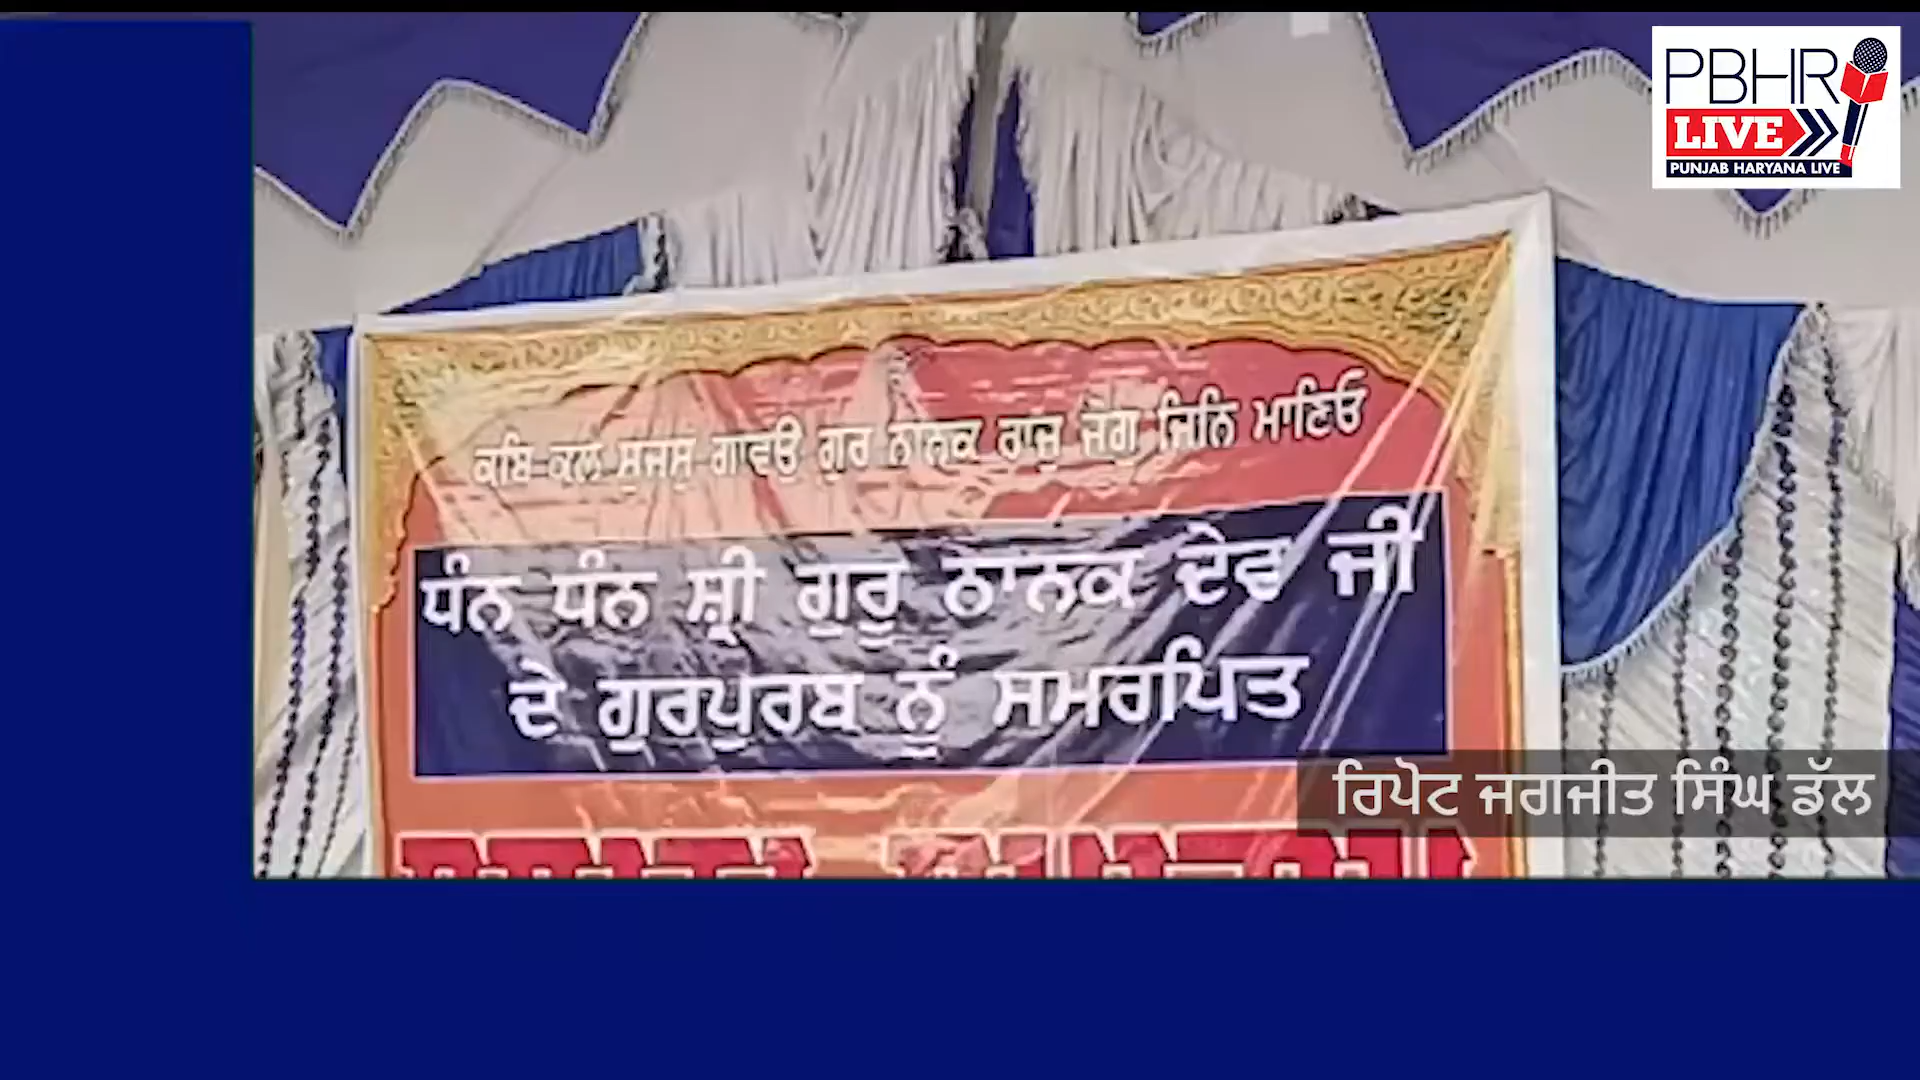 PBHR
LIVE
PUNJAB HARYANA LIVE
ਕਬਿ ਕਲ ਸੁਜਸੁ ਗਾਵਉ ਗੁਰ ਨਾਨਕ ਰਾਜੁ ਜੋਗੁ ਜਿਨਿ ਮਾਣਿਓ
ਧੰਨ ਧੰਨ ਸ਼੍ਰੀ ਗੁਰੂ ਨਾਨਕ ਦੇਵ ਜੀ
ਦੇ ਗੁਰਪੁਰਬ ਨੂੰ ਸਮਰਪਿਤ
ਰਿਪੋਟ ਜਗਜੀਤ ਸਿੰਘ ਡੱਲ